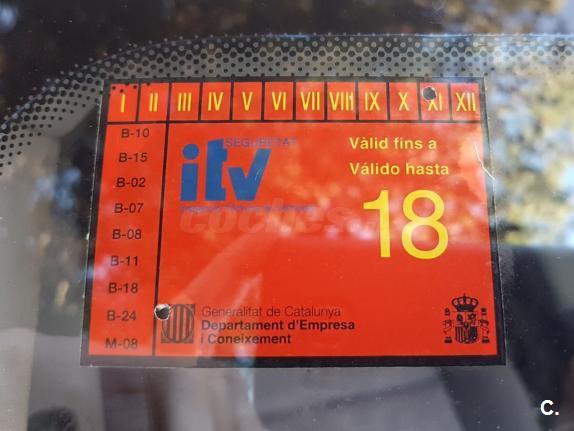 I II III IV V VI VII VIII IX X XI XII
B-10
B-15
B-02
B-07
B-08
B-11
B-18
B-24
M-08
SEGURETAT
itv
Vàlid fins a
Válido hasta
18
coches
Generalitat de Catalunya
Departament d'Empresa
i Coneixement
C.